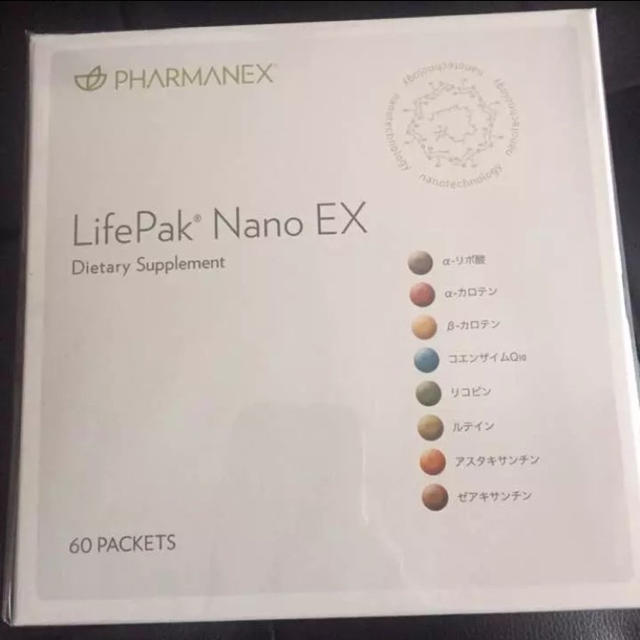 PHARMANEX®
nanotechnology nanotechnology nanotechnology
LifePak® Nano EX
Dietary Supplement
α-リポ酸
α-カロテン
β-カロテン
コエンザイムQ10
リコピン
ルテイン
アスタキサンチン
ゼアキサンチン
60 PACKETS